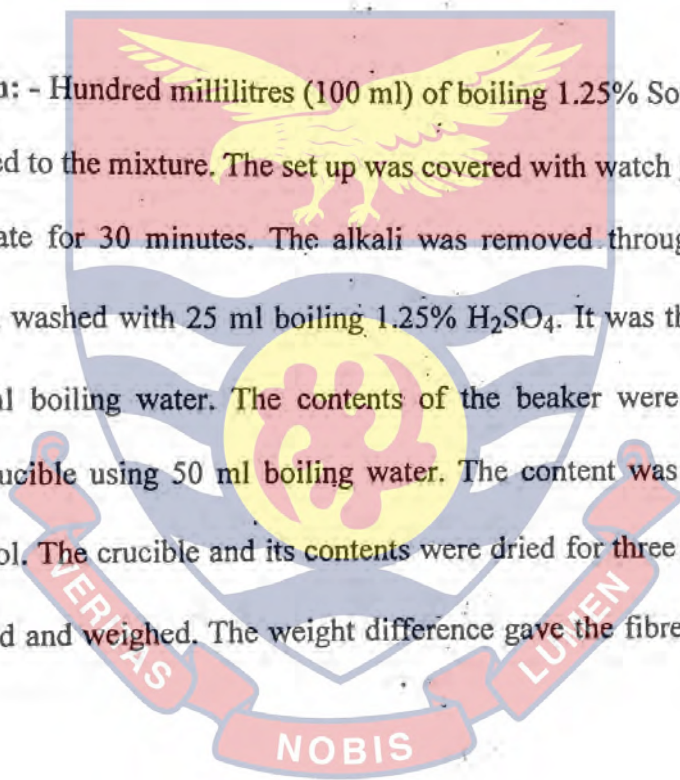 : - Hundred millilitres (100 ml) of boiling 1.25% So
ed to the mixture. The set up was covered with watch
ate for 30 minutes. The alkali was removed throug
washed with 25 ml boiling 1.25% H₂SO₄. It was th
l boiling water. The contents of the beaker were
ucible using 50 ml boiling water. The content was
ol. The crucible and its contents were dried for three
d and weighed. The weight difference gave the fibre
VERITAS
NOBIS
LUMEN